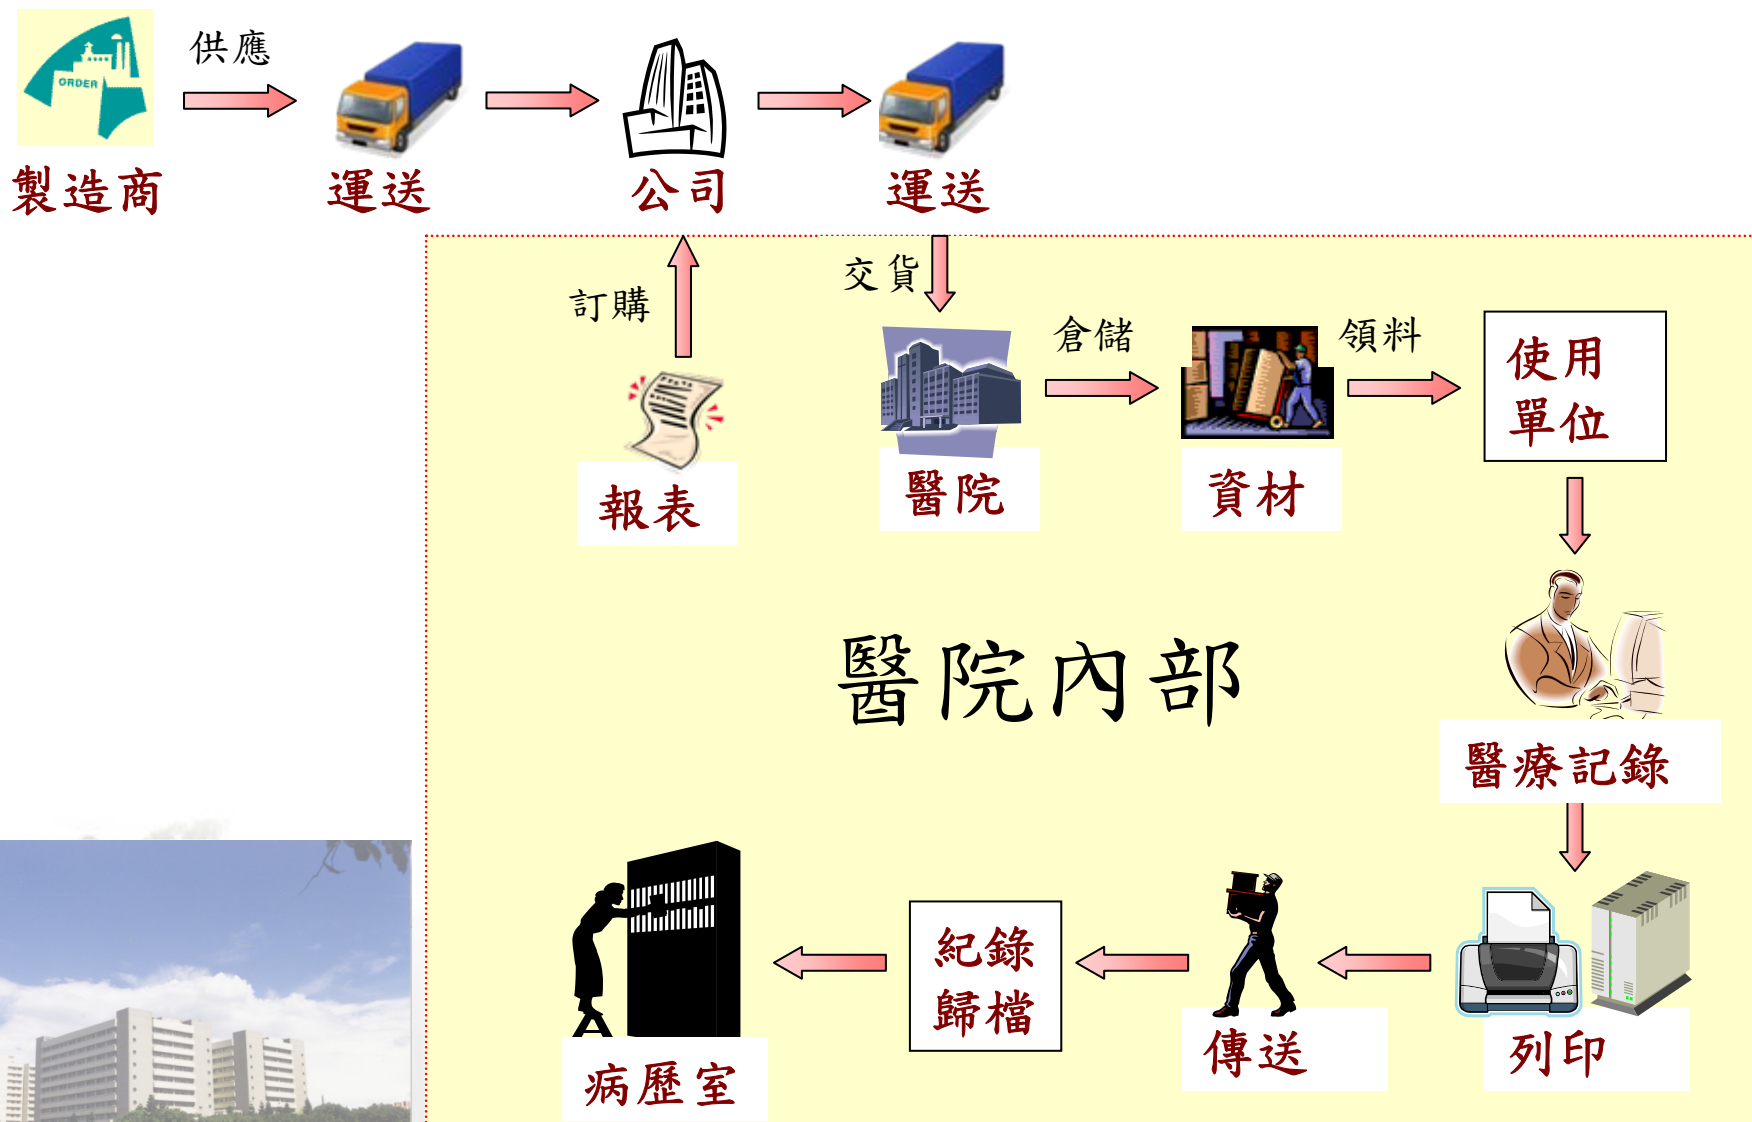 供應
ORDER
製造商
運送
公司
運送
訂購
交貨
倉儲
領料
使用
單位
報表
醫院
資材
醫院內部
醫療記錄
紀錄
歸檔
病歷室
傳送
列印